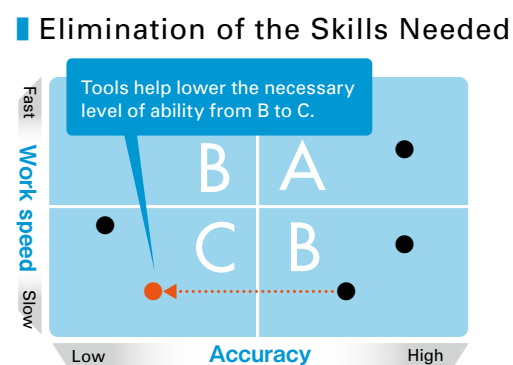 Elimination of the Skills Needed
Tools help lower the necessary
level of ability from B to C.
Fast
Work speed
Slow
B
A
C
B
Low
Accuracy
High